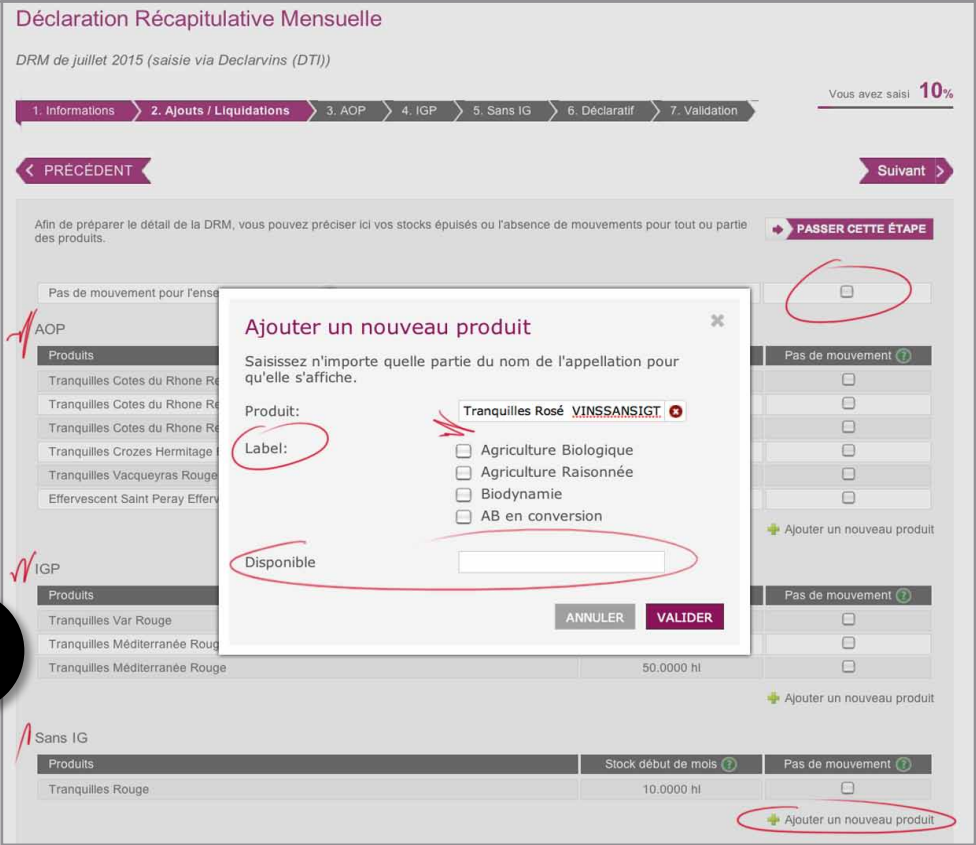 Déclaration Récapitulative Mensuelle
DRM de juillet 2015 (saisie via Declarvins (DTI))
Vous avez saisi 10%
1. Informations 2. Ajouts / Liquidations 3. AOP 4. IGP 5. Sans IG 6. Déclaratif 7. Validation
PRÉCÉDENT
Suivant
Afin de préparer le détail de la DRM, vous pouvez préciser ici vos stocks épuisés ou l'absence de mouvements pour tout ou partie
des produits.
PASSER CETTE ÉTAPE
Pas de mouvement pour l'ense
AOP
Produits Pas de mouvement ?
Tranquilles Cotes du Rhone Re
Tranquilles Cotes du Rhone Re
Tranquilles Cotes du Rhone Re
Tranquilles Crozes Hermitage
Tranquilles Vacqueyras Rouge
Effervescent Saint Peray Efferv
Ajouter un nouveau produit
Ajouter un nouveau produit
Saisissez n'importe quelle partie du nom de l'appellation pour
qu'elle s'affiche.
Produit: Tranquilles Rosé VINSSANSIGT
Label:
Agriculture Biologique
Agriculture Raisonnée
Biodynamie
AB en conversion
Disponible
ANNULER VALIDER
IGP
Produits Pas de mouvement ?
Tranquilles Var Rouge
Tranquilles Méditerranée Roug
Tranquilles Méditerranée Rouge 50.0000 hl
Ajouter un nouveau produit
Sans IG
Produits Stock début de mois ? Pas de mouvement ?
Tranquilles Rouge 10.0000 hl
Ajouter un nouveau produit